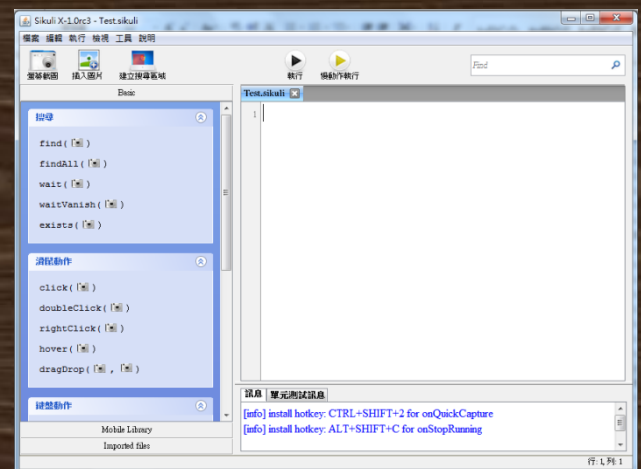 Sikuli X-1.0rc3 - Test.sikuli
檔案 編輯 執行 檢視 工具 說明
螢幕截圖 插入圖片 建立搜尋區域 執行 慢動作執行 Find
Basic
Test.sikuli
1
搜尋
find( )
findAll( )
wait( )
waitVanish( )
exists( )
滑鼠動作
click( )
doubleClick( )
rightClick( )
hover( )
dragDrop( , )
鍵盤動作
Mobile Library
Imported files
訊息 單元測試訊息
[info] install hotkey: CTRL+SHIFT+2 for onQuickCapture
[info] install hotkey: ALT+SHIFT+C for onStopRunning
行: 1, 列: 1